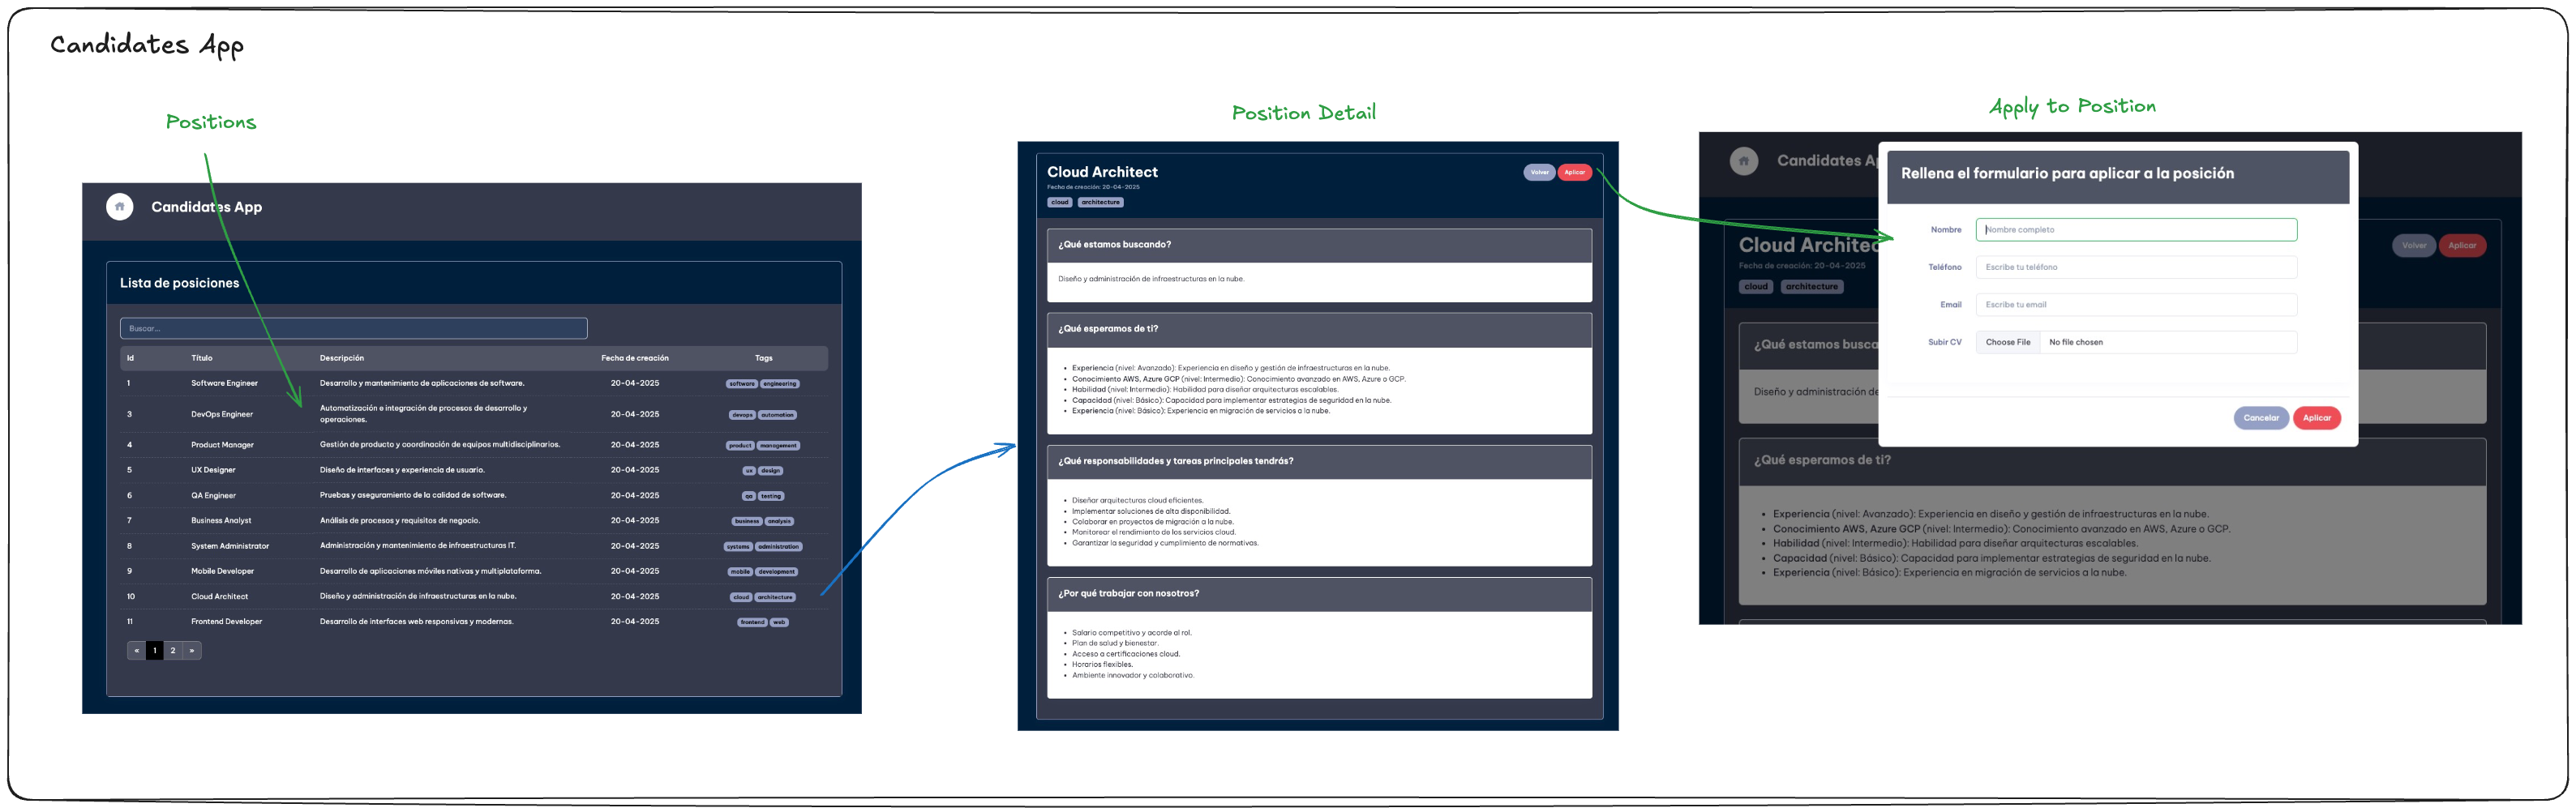 Candidates App
Positions
Candidates App
Lista de posiciones
Buscar...
Id Título Descripción Fecha de creación Tags
1 Software Engineer Desarrollo y mantenimiento de aplicaciones de software. 20-04-2025 software engineering
3 DevOps Engineer Automatización e integración de procesos de desarrollo y operaciones. 20-04-2025 devops automation
4 Product Manager Gestión de producto y coordinación de equipos multidisciplinarios. 20-04-2025 product management
5 UX Designer Diseño de interfaces y experiencia de usuario. 20-04-2025 ux design
6 QA Engineer Pruebas y aseguramiento de la calidad de software. 20-04-2025 qa testing
7 Business Analyst Análisis de procesos y requisitos de negocio. 20-04-2025 business analysis
8 System Administrator Administración y mantenimiento de infraestructuras IT. 20-04-2025 systems administration
9 Mobile Developer Desarrollo de aplicaciones móviles nativas y multiplataforma. 20-04-2025 mobile development
10 Cloud Architect Diseño y administración de infraestructuras en la nube. 20-04-2025 cloud architecture
11 Frontend Developer Desarrollo de interfaces web responsivas y modernas. 20-04-2025 frontend web
« 1 2 »
Position Detail
Cloud Architect Volver Aplicar
Fecha de creación: 20-04-2025
cloud architecture
¿Qué estamos buscando?
Diseño y administración de infraestructuras en la nube.
¿Qué esperamos de ti?
• Experiencia (nivel: Avanzado): Experiencia en diseño y gestión de infraestructuras en la nube.
• Conocimiento AWS, Azure GCP (nivel: Intermedio): Conocimiento avanzado en AWS, Azure o GCP.
• Habilidad (nivel: Intermedio): Habilidad para diseñar arquitecturas escalables.
• Capacidad (nivel: Básico): Capacidad para implementar estrategias de seguridad en la nube.
• Experiencia (nivel: Básico): Experiencia en migración de servicios a la nube.
¿Qué responsabilidades y tareas principales tendrás?
• Diseñar arquitecturas cloud eficientes.
• Implementar soluciones de alta disponibilidad.
• Colaborar en proyectos de migración a la nube.
• Monitorear el rendimiento de los servicios cloud.
• Garantizar la seguridad y cumplimiento de normativas.
¿Por qué trabajar con nosotros?
• Salario competitivo y acorde al rol.
• Plan de salud y bienestar.
• Acceso a certificaciones cloud.
• Horarios flexibles.
• Ambiente innovador y colaborativo.
Apply to Position
Candidates A
Rellena el formulario para aplicar a la posición
Nombre Nombre completo
Teléfono Escribe tu teléfono
Email Escribe tu email
Subir CV Choose File No file chosen
Cancelar Aplicar
Cloud Architec Volver Aplicar
Fecha de creación: 20-04-2025
cloud architecture
¿Qué estamos busca
Diseño y administración de
¿Qué esperamos de ti?
• Experiencia (nivel: Avanzado): Experiencia en diseño y gestión de infraestructuras en la nube.
• Conocimiento AWS, Azure GCP (nivel: Intermedio): Conocimiento avanzado en AWS, Azure o GCP.
• Habilidad (nivel: Intermedio): Habilidad para diseñar arquitecturas escalables.
• Capacidad (nivel: Básico): Capacidad para implementar estrategias de seguridad en la nube.
• Experiencia (nivel: Básico): Experiencia en migración de servicios a la nube.